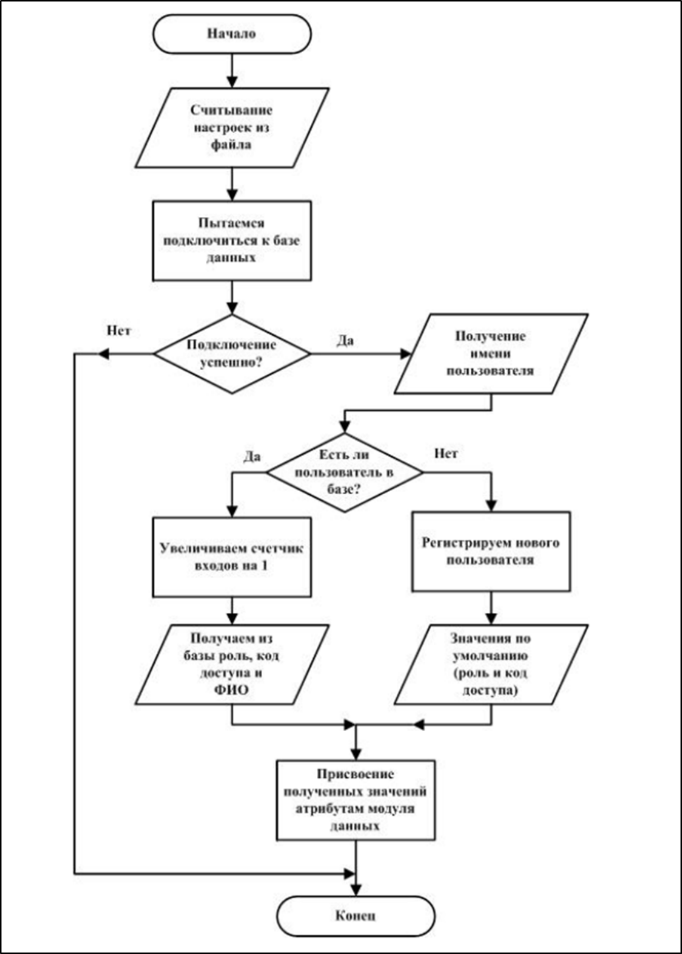 Начало
Считывание
настроек из
файла
Пытаемся
подключиться к базе
данных
Нет
Подключение
успешно?
Да
Получение
имени
пользователя
Да
Есть ли
пользователь в
базе?
Нет
Увеличиваем счетчик
входов на 1
Регистрируем нового
пользователя
Получаем из
базы роль, код
доступа и
ФИО
Значения по
умолчанию
(роль и код
доступа)
Присвоение
полученных значений
атрибутам модуля
данных
Конец